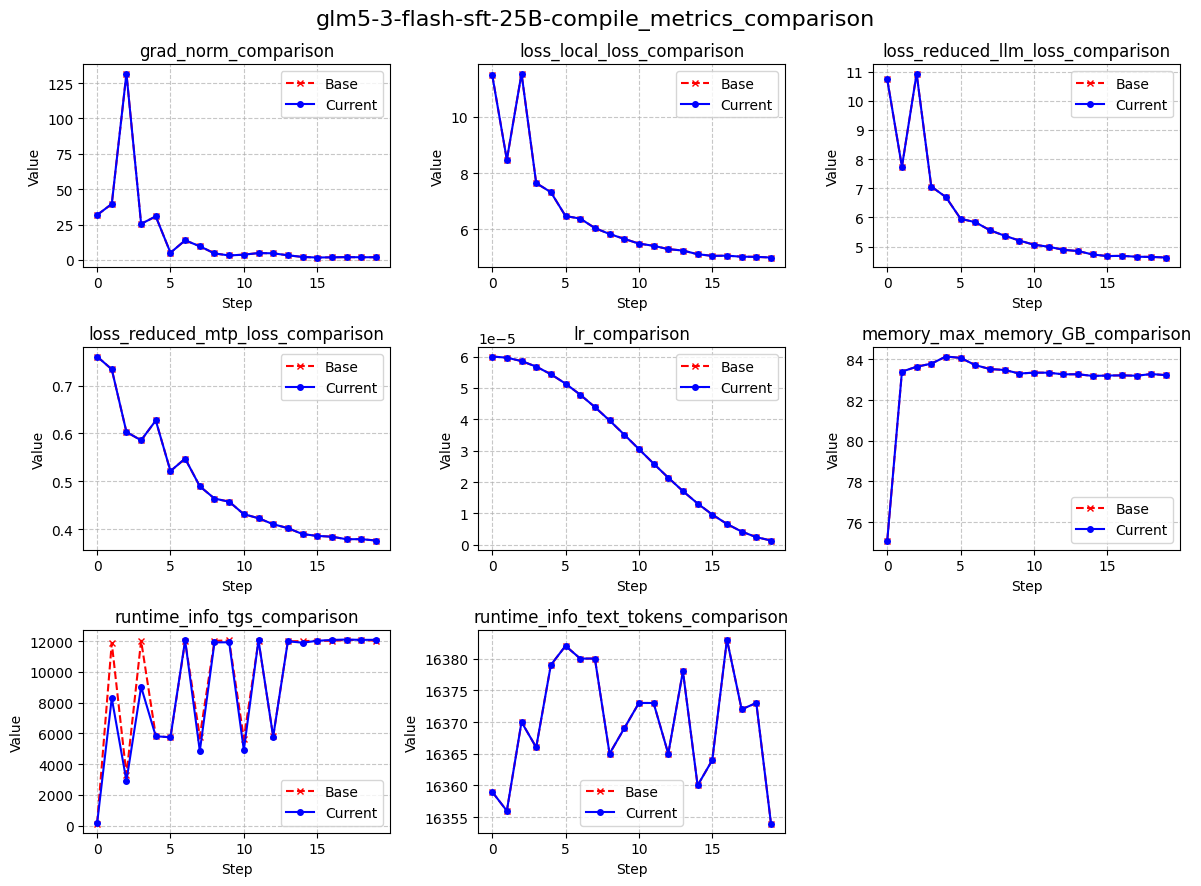 glm5-3-flash-sft-25B-compile_metrics_comparison
grad_norm_comparison
Value
125
100
75
50
25
0
0
5
10
15
Step
Base
Current
loss_local_loss_comparison
Value
10
8
6
0
5
10
15
Step
Base
Current
loss_reduced_llm_loss_comparison
Value
11
10
9
8
7
6
5
0
5
10
15
Step
Base
Current
loss_reduced_mtp_loss_comparison
Value
0.7
0.6
0.5
0.4
0
5
10
15
Step
Base
Current
lr_comparison
1e-5
Value
6
5
4
3
2
1
0
0
5
10
15
Step
Base
Current
memory_max_memory_GB_comparison
Value
84
82
80
78
76
0
5
10
15
Step
Base
Current
runtime_info_tgs_comparison
Value
12000
10000
8000
6000
4000
2000
0
0
5
10
15
Step
Base
Current
runtime_info_text_tokens_comparison
Value
16380
16375
16370
16365
16360
16355
0
5
10
15
Step
Base
Current